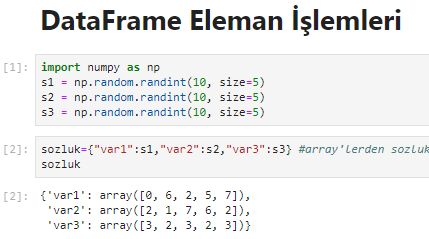 DataFrame Eleman İşlemleri
[1]: import numpy as np
s1 = np.random.randint(10, size=5)
s2 = np.random.randint(10, size=5)
s3 = np.random.randint(10, size=5)
[2]: sozluk={"var1":s1,"var2":s2,"var3":s3} #array'lerden sozluk
sozluk
[2]: {'var1': array([0, 6, 2, 5, 7]),
'var2': array([2, 1, 7, 6, 2]),
'var3': array([3, 2, 3, 2, 3])}